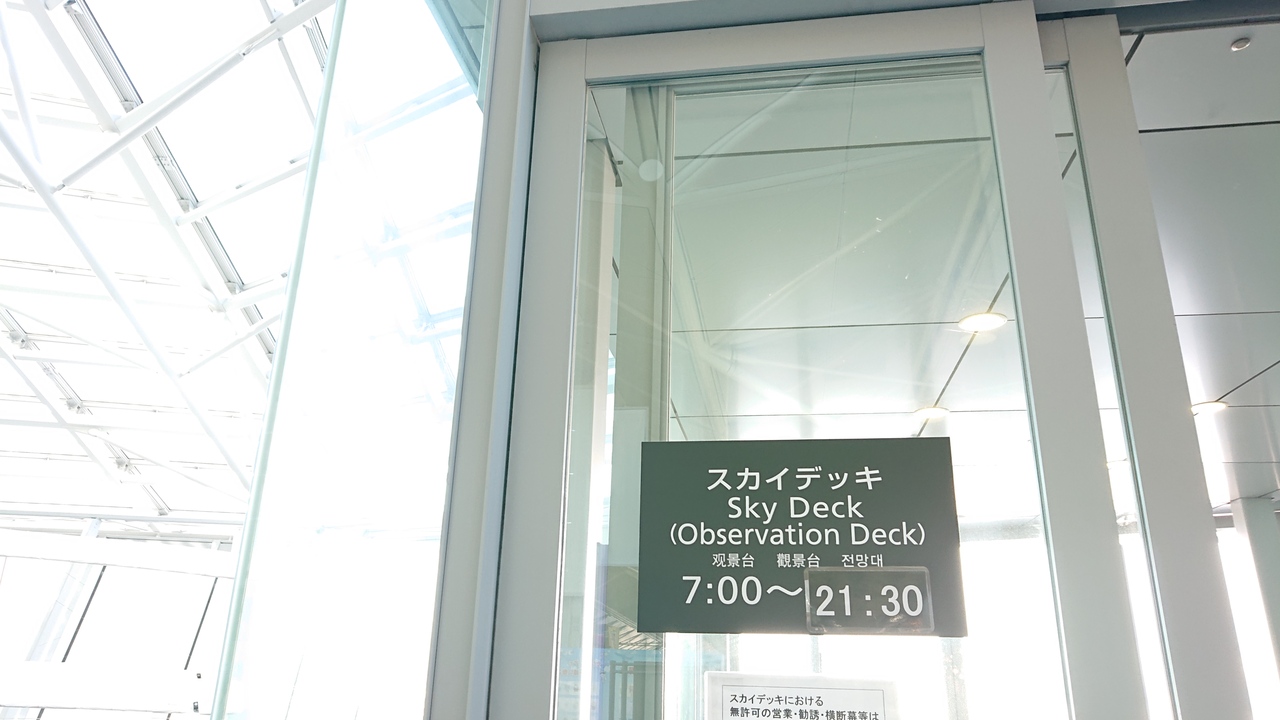 スカイデッキ
Sky Deck
(Observation Deck)
观景台 觀景台 전망대
7:00～21:30
スカイデッキにおける
無許可の営業・勧誘・横断幕等は